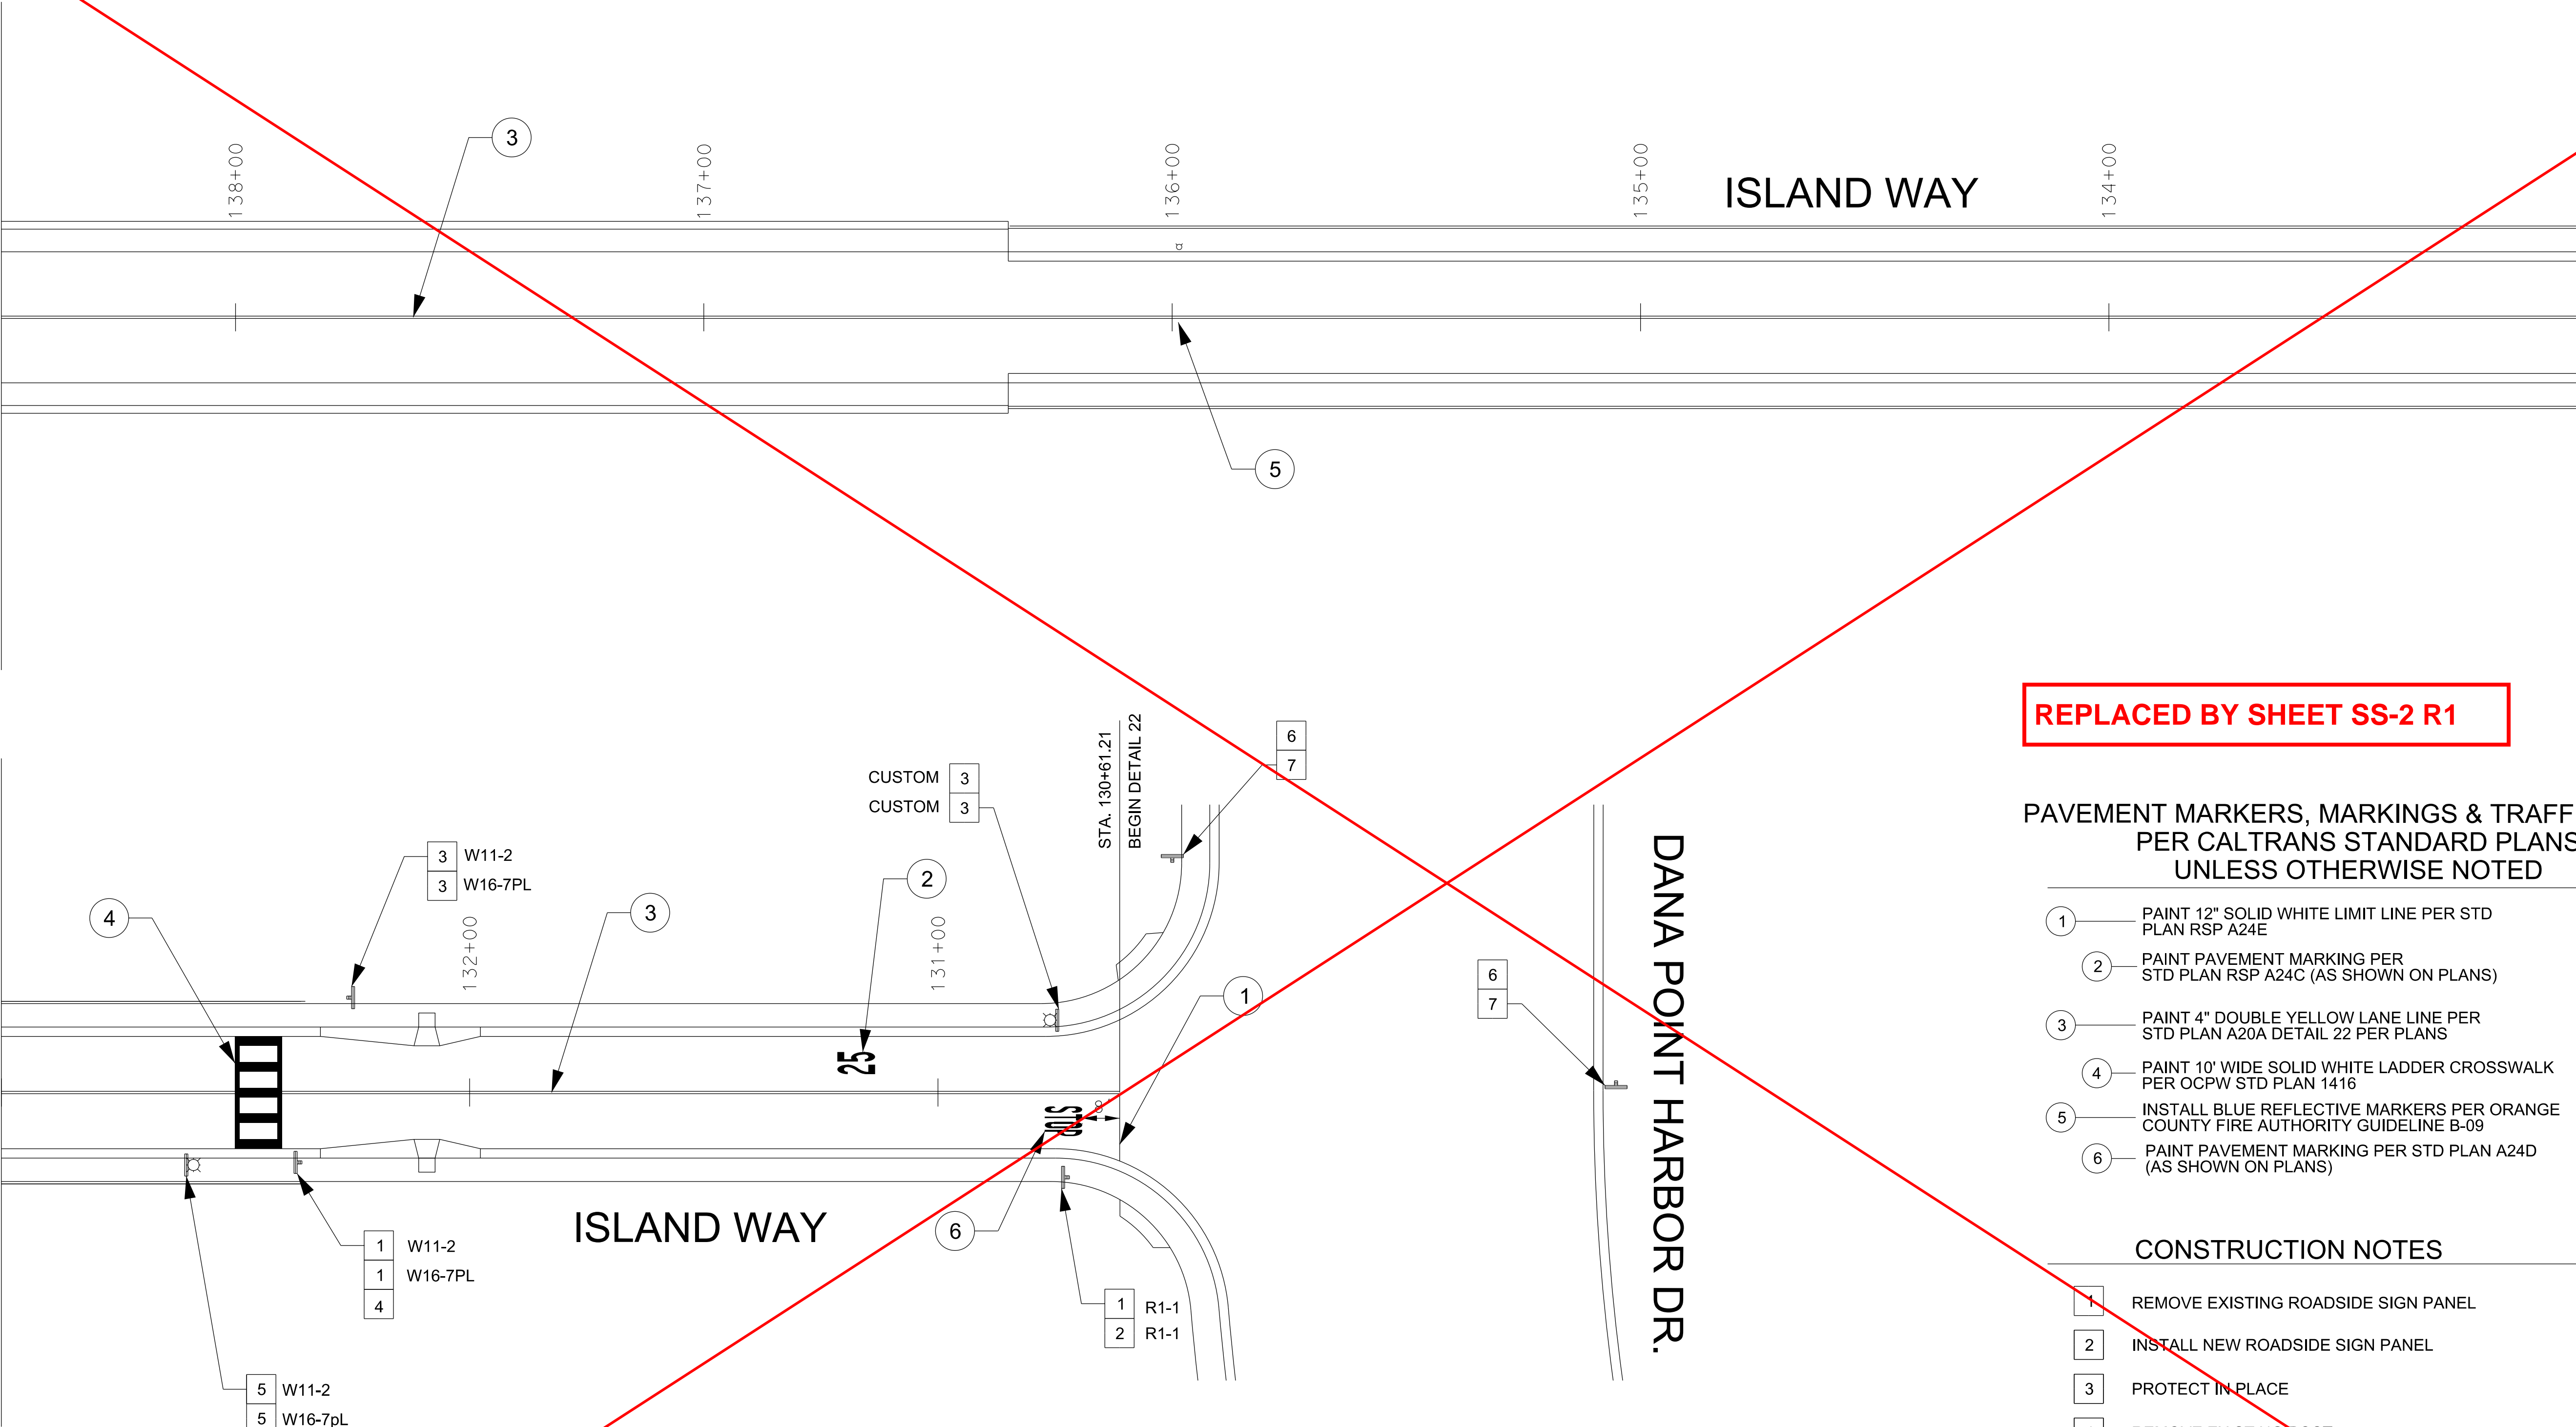 138+00
137+00
136+00
135+00
134+00
3
ISLAND WAY
5
REPLACED BY SHEET SS-2 R1
STA. 130+61.21
BEGIN DETAIL 22
6
7
CUSTOM 3
CUSTOM 3
3 W11-2
3 W16-7PL
2
4
3
132+00
131+00
1
25
STOP
8'
6
7
DANA POINT HARBOR DR.
ISLAND WAY
6
1 W11-2
1 W16-7PL
4
1 R1-1
2 R1-1
5 W11-2
5 W16-7pL
PAVEMENT MARKERS, MARKINGS & TRAFF
PER CALTRANS STANDARD PLANS
UNLESS OTHERWISE NOTED
1 PAINT 12" SOLID WHITE LIMIT LINE PER STD
PLAN RSP A24E
2 PAINT PAVEMENT MARKING PER
STD PLAN RSP A24C (AS SHOWN ON PLANS)
3 PAINT 4" DOUBLE YELLOW LANE LINE PER
STD PLAN A20A DETAIL 22 PER PLANS
4 PAINT 10' WIDE SOLID WHITE LADDER CROSSWALK
PER OCPW STD PLAN 1416
5 INSTALL BLUE REFLECTIVE MARKERS PER ORANGE
COUNTY FIRE AUTHORITY GUIDELINE B-09
6 PAINT PAVEMENT MARKING PER STD PLAN A24D
(AS SHOWN ON PLANS)
CONSTRUCTION NOTES
1 REMOVE EXISTING ROADSIDE SIGN PANEL
2 INSTALL NEW ROADSIDE SIGN PANEL
3 PROTECT IN PLACE